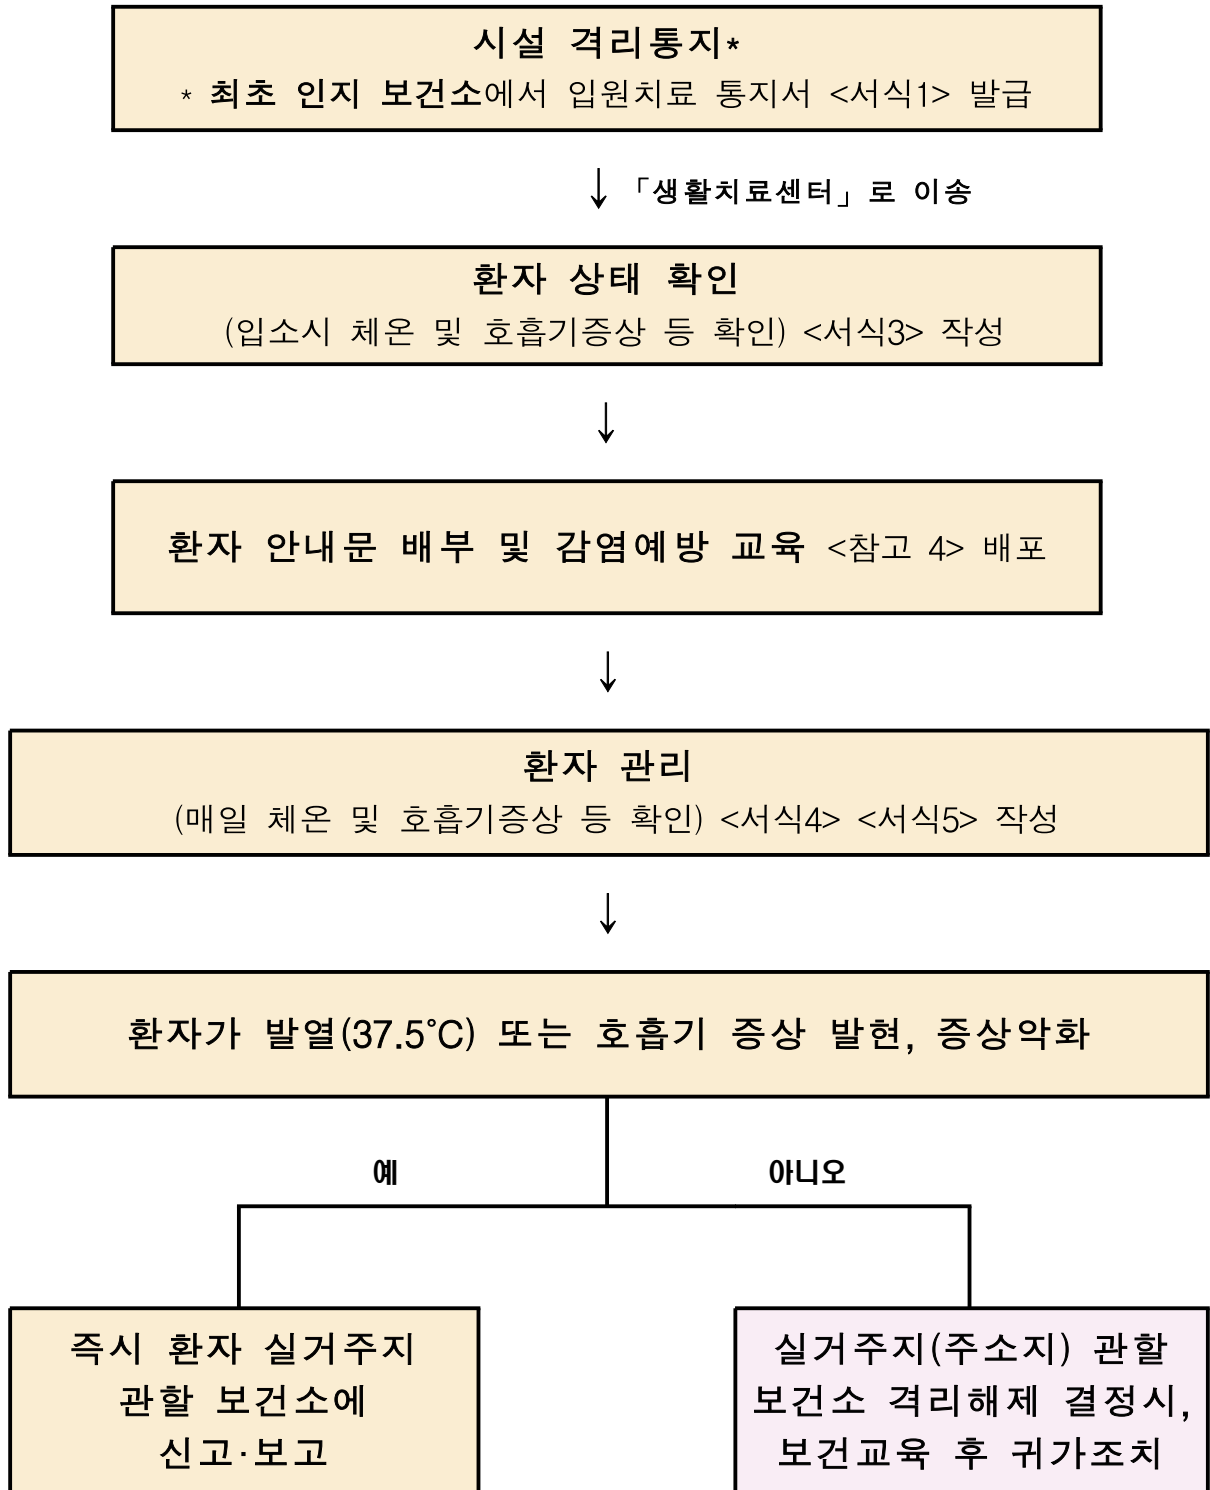 시설 격리통지*
* 최초 인지 보건소에서 입원치료 통지서 <서식1> 발급
↓ 「생활치료센터」로 이송
환자 상태 확인
(입소시 체온 및 호흡기증상 등 확인) <서식3> 작성
↓
환자 안내문 배부 및 감염예방 교육 <참고 4> 배포
↓
환자 관리
(매일 체온 및 호흡기증상 등 확인) <서식4> <서식5> 작성
↓
환자가 발열(37.5℃) 또는 호흡기 증상 발현, 증상악화
예
아니오
즉시 환자 실거주지
관할 보건소에
신고·보고
실거주지(주소지) 관할
보건소 격리해제 결정시,
보건교육 후 귀가조치